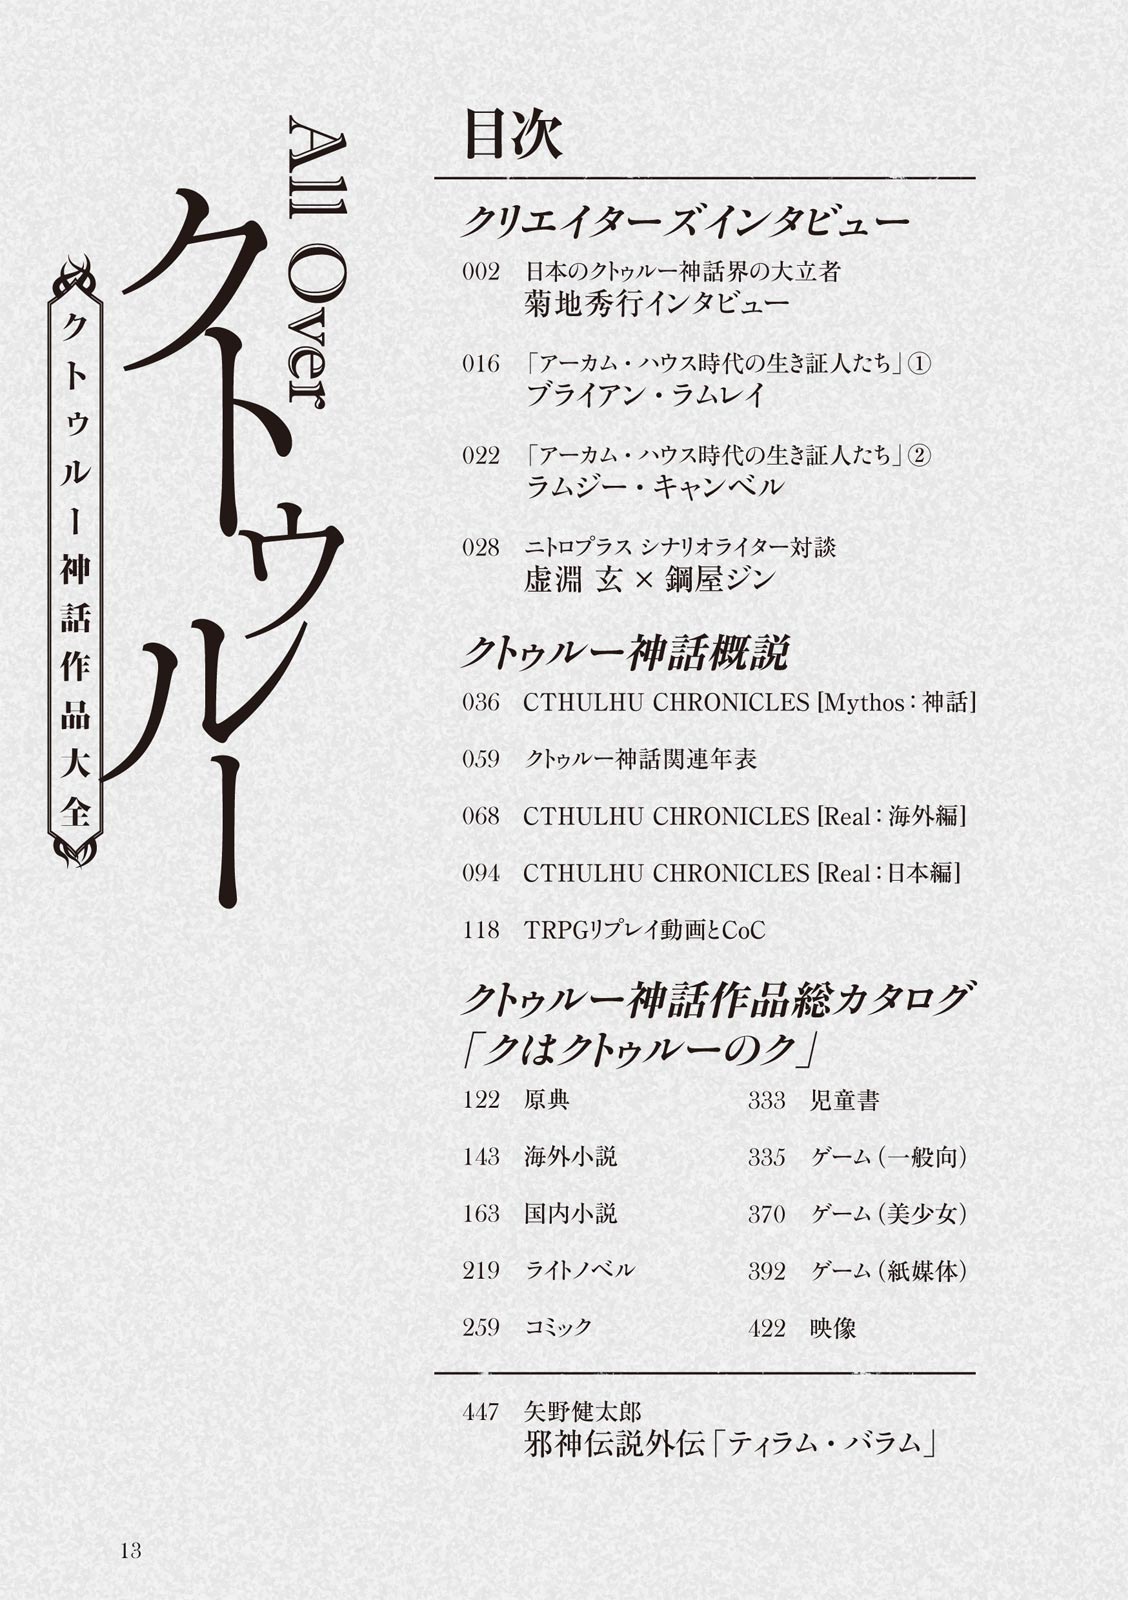 All Over
クトゥルー
クトゥルー神話作品大全
目次
クリエイターズインタビュー
002 日本のクトゥルー神話界の大立者
菊地秀行インタビュー
016 「アーカム・ハウス時代の生き証人たち」①
ブライアン・ラムレイ
022 「アーカム・ハウス時代の生き証人たち」②
ラムジー・キャンベル
028 ニトロプラス シナリオライター対談
虚淵 玄 × 鋼屋ジン
クトゥルー神話概説
036 CTHULHU CHRONICLES [Mythos：神話]
059 クトゥルー神話関連年表
068 CTHULHU CHRONICLES [Real：海外編]
094 CTHULHU CHRONICLES [Real：日本編]
118 TRPGリプレイ動画とCoC
クトゥルー神話作品総カタログ
「クはクトゥルーのク」
122 原典
143 海外小説
163 国内小説
219 ライトノベル
259 コミック
333 児童書
335 ゲーム（一般向）
370 ゲーム（美少女）
392 ゲーム（紙媒体）
422 映像
447 矢野健太郎
邪神伝説外伝「ティラム・バラム」
13